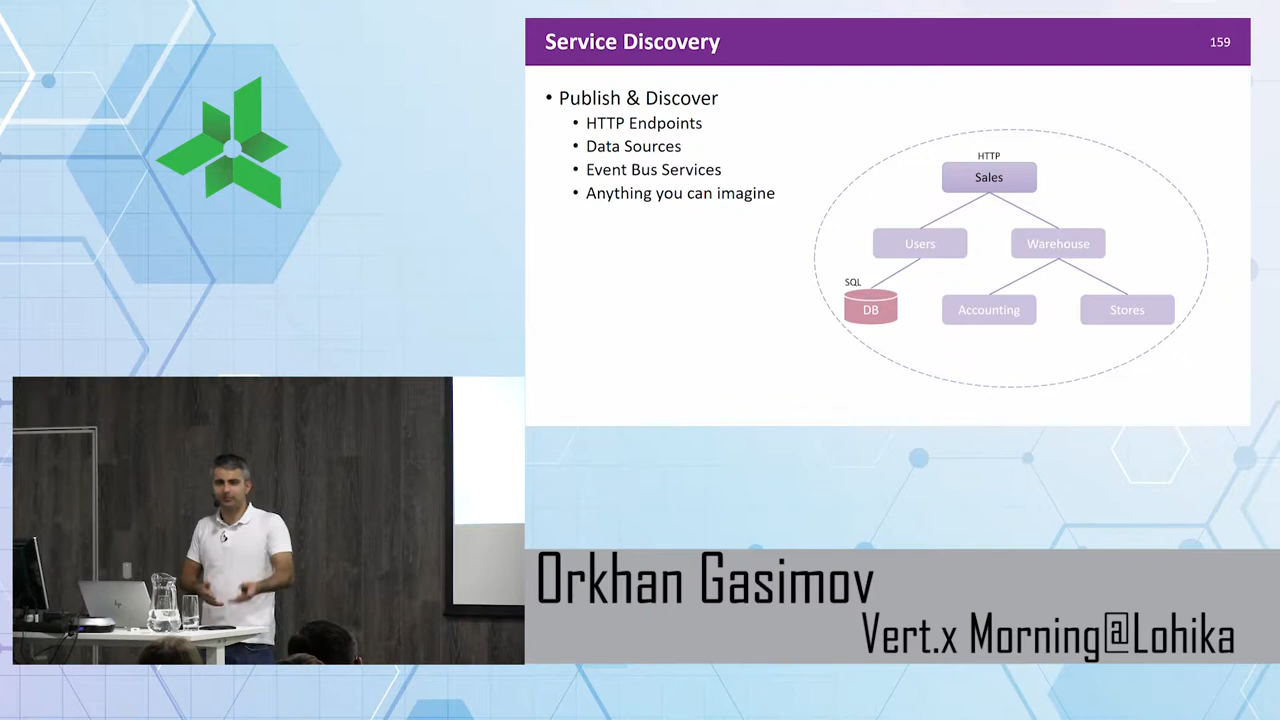 Service Discovery
159
• Publish & Discover
• HTTP Endpoints
• Data Sources
• Event Bus Services
• Anything you can imagine
HTTP
Sales
Users
Warehouse
SQL
DB
Accounting
Stores
Orkhan Gasimov
Vert.x Morning@Lohika